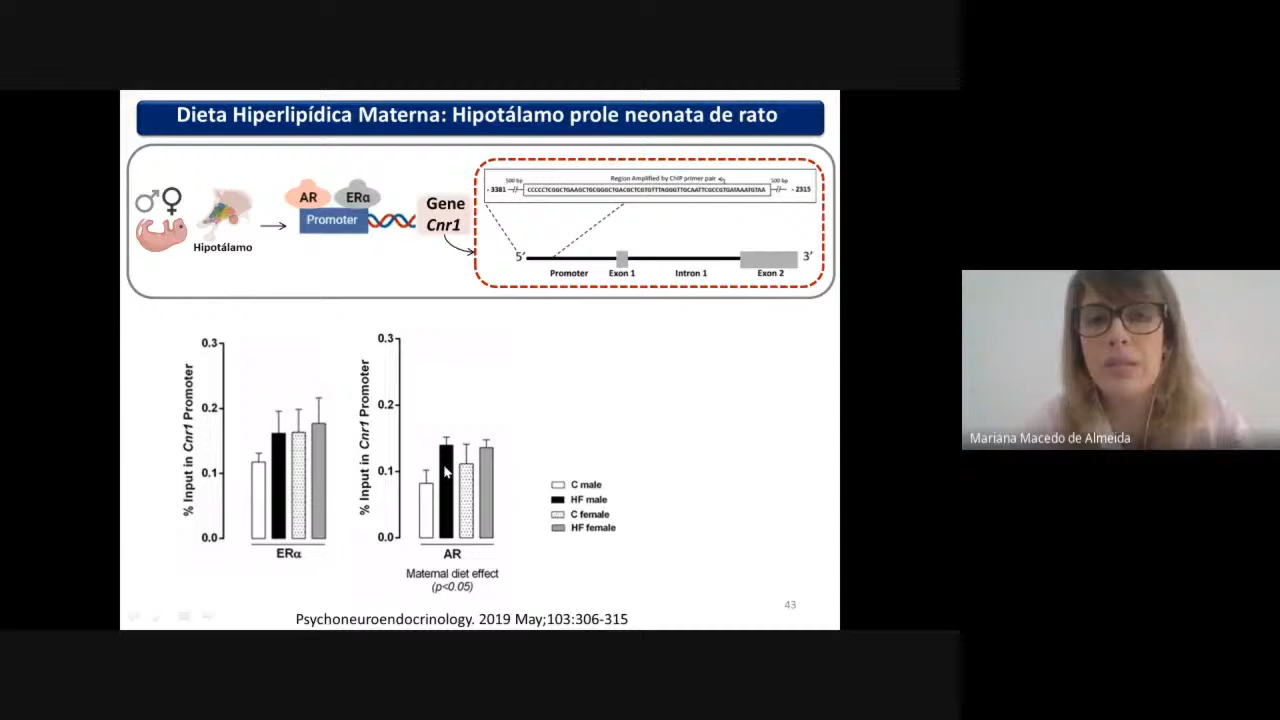 Dieta Hiperlipídica Materna: Hipotálamo prole neonata de rato
Hipotálamo
AR
ERα
Promoter
Gene
Cnr1
Region Amplified by ChIP primer pair
500 bp
500 bp
- 3381
- 2315
5’
3’
Promoter
Exon 1
Intron 1
Exon 2
% Input in Cnr1 Promoter
0.3
0.2
0.1
0.0
ERα
% Input in Cnr1 Promoter
0.3
0.2
0.1
0.0
AR
Maternal diet effect
(p<0.05)
C male
HF male
C female
HF female
43
Psychoneuroendocrinology. 2019 May;103:306-315
Mariana Macedo de Almeida